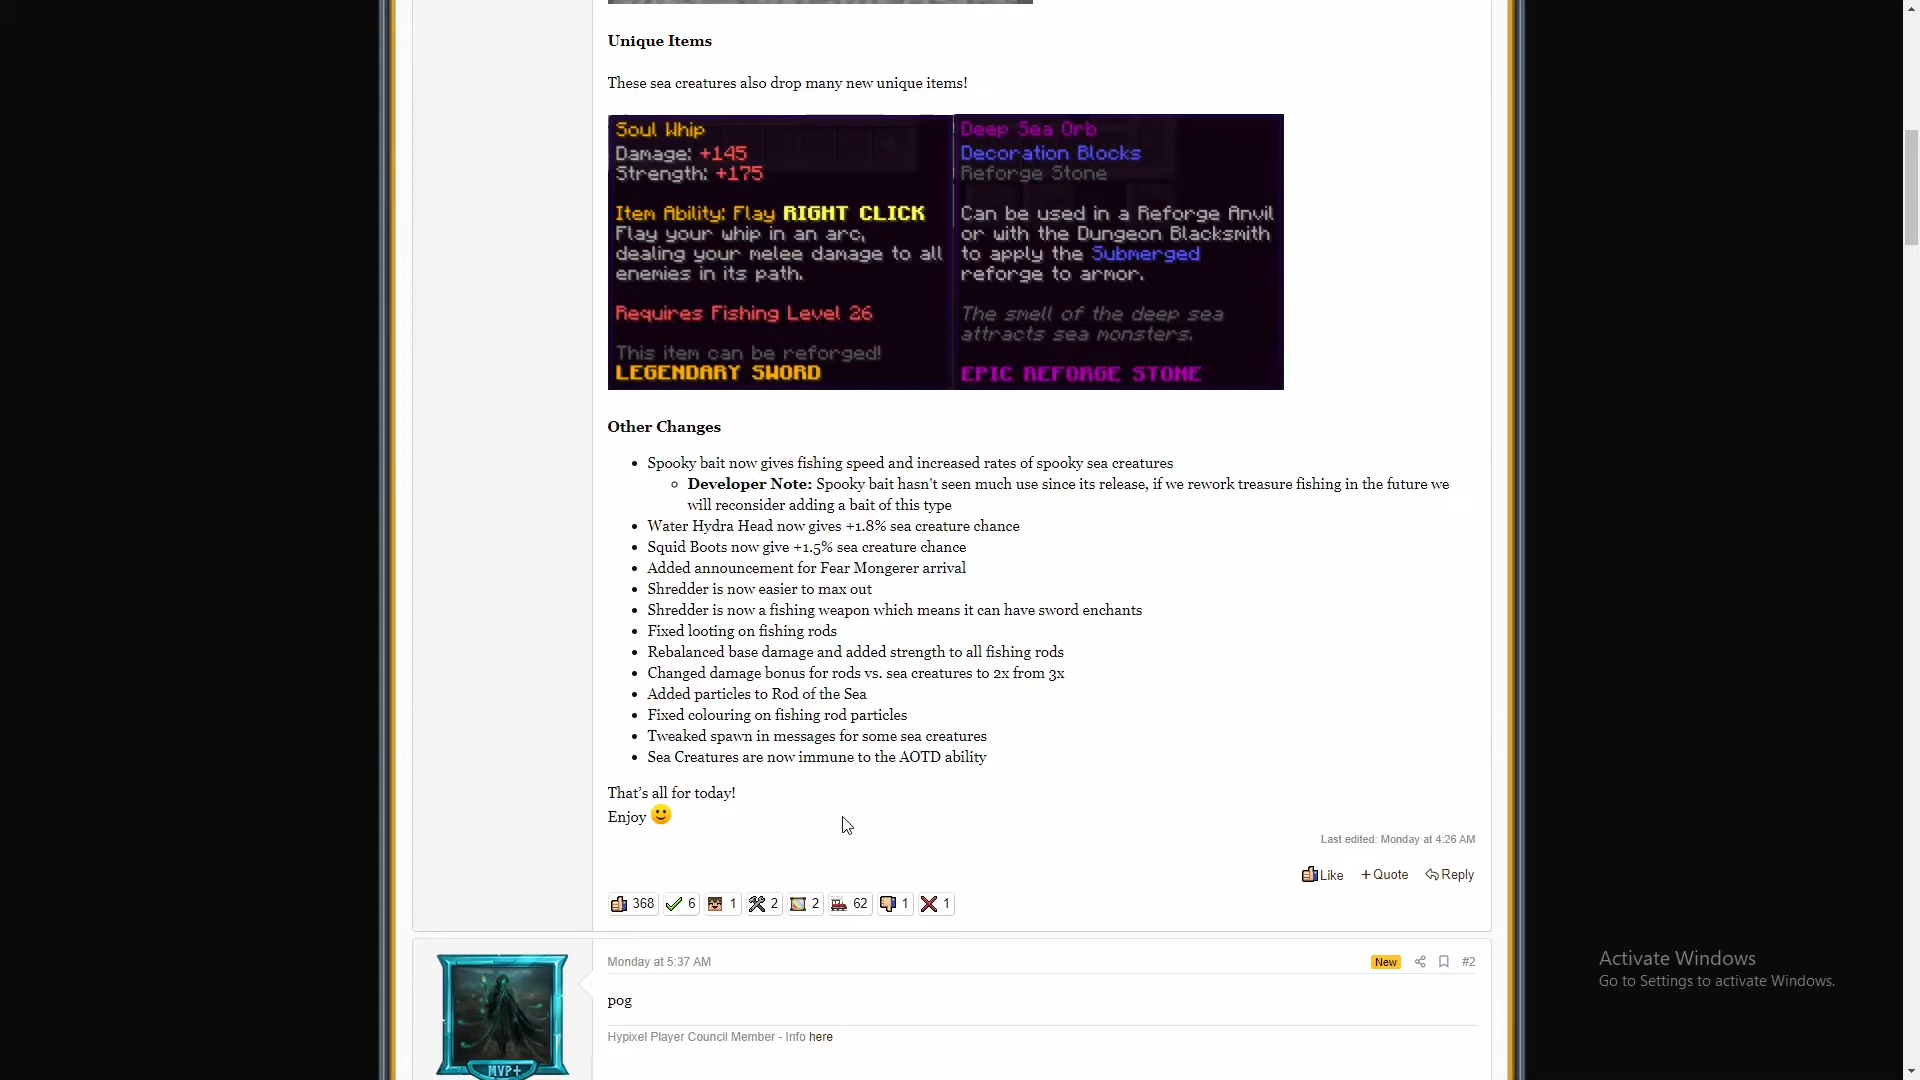 Unique Items
These sea creatures also drop many new unique items!
Soul Whip
Damage: +145
Strength: +175
Item Ability: Flay RIGHT CLICK
Flay your whip in an arc,
dealing your melee damage to all
enemies in its path.
Requires Fishing Level 26
This item can be reforged!
LEGENDARY SWORD
Deep Sea Orb
Decoration Blocks
Reforge Stone
Can be used in a Reforge Anvil
or with the Dungeon Blacksmith
to apply the Submerged
reforge to armor.
The smell of the deep sea
attracts sea monsters.
EPIC REFORGE STONE
Other Changes
Spooky bait now gives fishing speed and increased rates of spooky sea creatures
Developer Note: Spooky bait hasn't seen much use since its release, if we rework treasure fishing in the future we
will reconsider adding a bait of this type
Water Hydra Head now gives +1.8% sea creature chance
Squid Boots now give +1.5% sea creature chance
Added announcement for Fear Mongerer arrival
Shredder is now easier to max out
Shredder is now a fishing weapon which means it can have sword enchants
Fixed looting on fishing rods
Rebalanced base damage and added strength to all fishing rods
Changed damage bonus for rods vs. sea creatures to 2x from 3x
Added particles to Rod of the Sea
Fixed colouring on fishing rod particles
Tweaked spawn in messages for some sea creatures
Sea Creatures are now immune to the AOTD ability
That's all for today!
Enjoy
Last edited: Monday at 4:26 AM
Like + Quote Reply
368 6 1 2 2 62 1 1
Monday at 5:37 AM New #2
pog
Hypixel Player Council Member - Info here
MVP+
Activate Windows
Go to Settings to activate Windows.